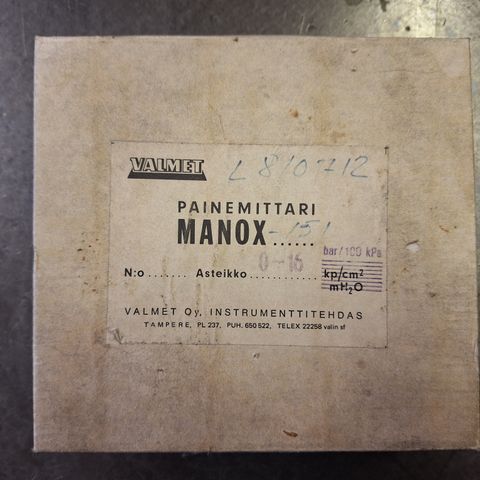 VALMET
L 810712
PAINEMITTARI
MANOX-151......
bar/100 kPa
N:o....... Asteikko 0-16 ............ kp/cm²
mH₂O
VALMET Oy, INSTRUMENTTITEHDAS
TAMPERE, PL 237, PUH. 650 522, TELEX 22258 valin sf